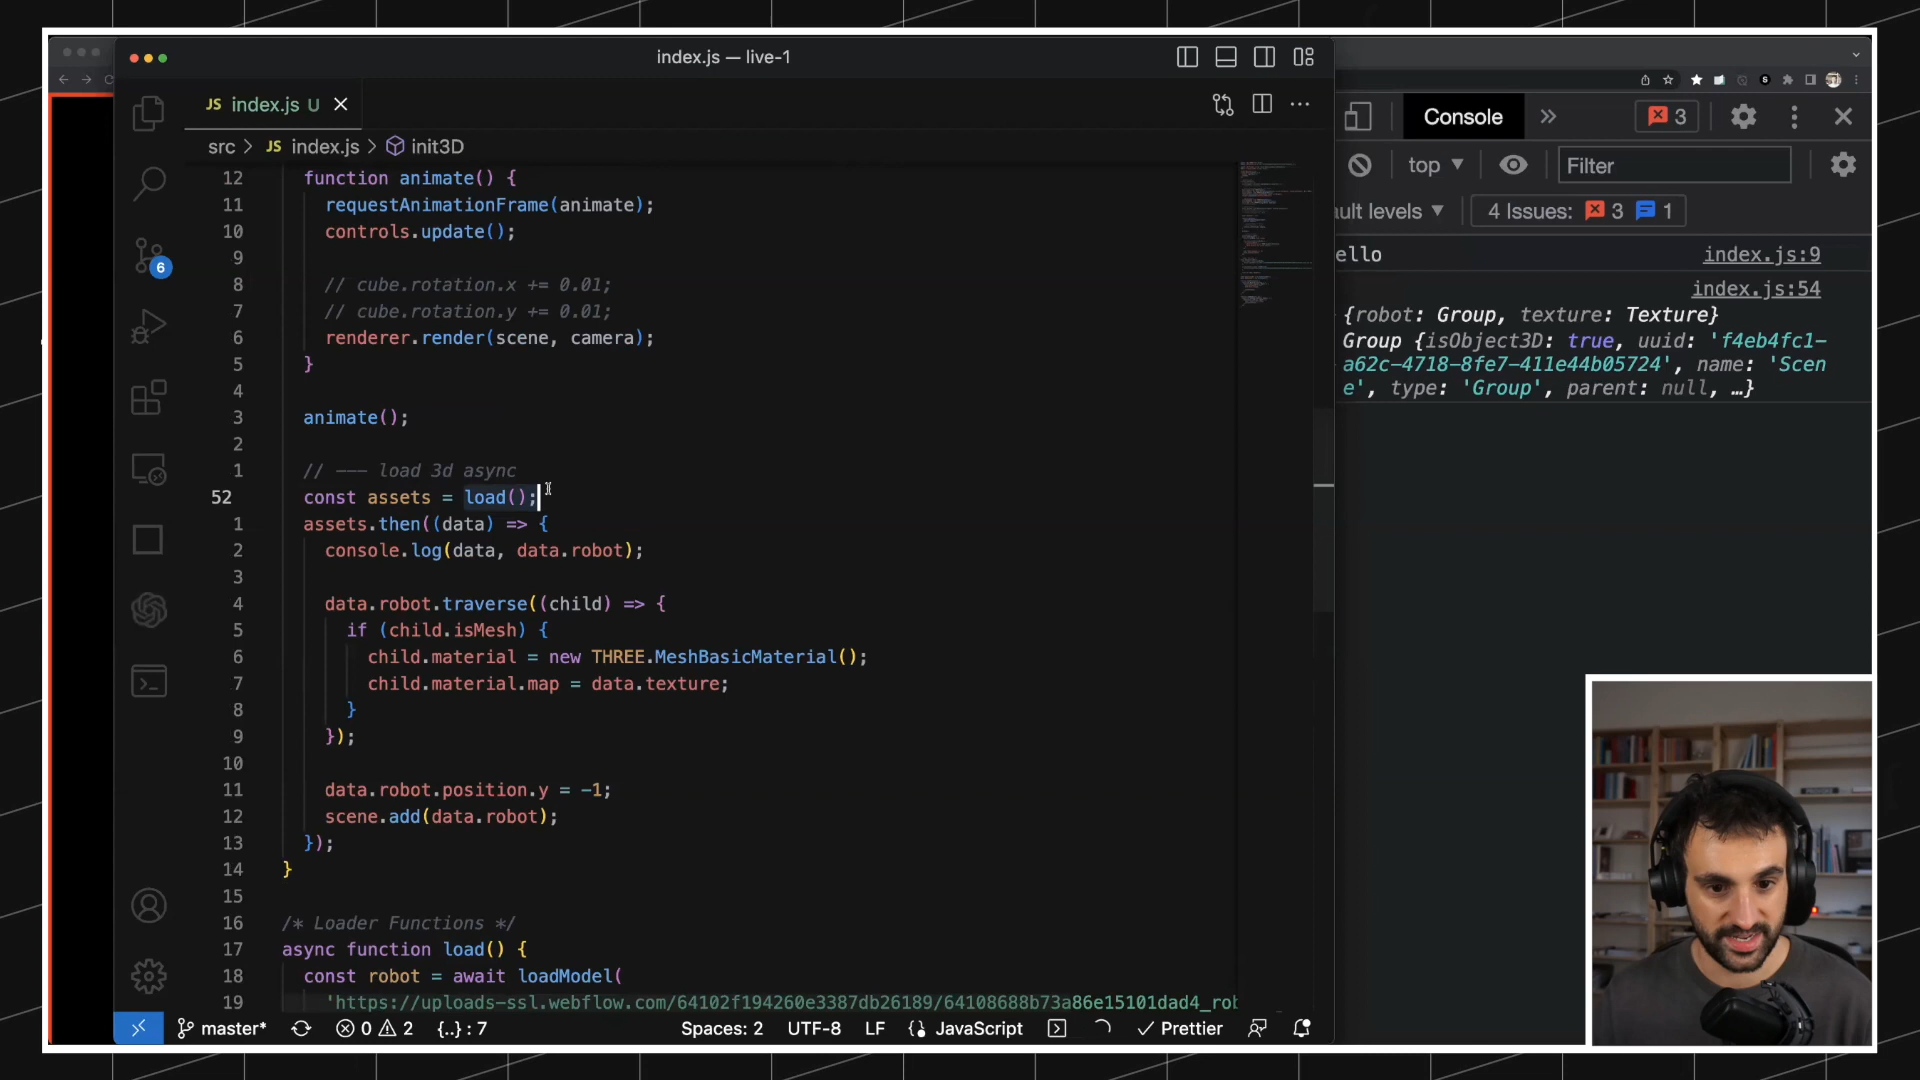 index.js — live-1
JS index.js U
src > JS index.js > init3D
12 function animate() {
11 requestAnimationFrame(animate);
10 controls.update();
9
8 // cube.rotation.x += 0.01;
7 // cube.rotation.y += 0.01;
6 renderer.render(scene, camera);
5 }
4
3 animate();
2
1 // --- load 3d async
52 const assets = load();
1 assets.then((data) => {
2 console.log(data, data.robot);
3
4 data.robot.traverse((child) => {
5 if (child.isMesh) {
6 child.material = new THREE.MeshBasicMaterial();
7 child.material.map = data.texture;
8 }
9 });
10
11 data.robot.position.y = -1;
12 scene.add(data.robot);
13 });
14 }
15
16 /* Loader Functions */
17 async function load() {
18 const robot = await loadModel(
19 'https://uploads-ssl.webflow.com/64102f194260e3387db26189/64108688b73a86e15101dad4_rob
6
master* 0 2 {..} : 7 Spaces: 2 UTF-8 LF JavaScript Prettier
Console 3
top Filter
ault levels 4 Issues: 3 1
ello index.js:9
index.js:54
{robot: Group, texture: Texture}
Group {isObject3D: true, uuid: 'f4eb4fc1-
a62c-4718-8fe7-411e44b05724', name: 'Scen
e', type: 'Group', parent: null, …}